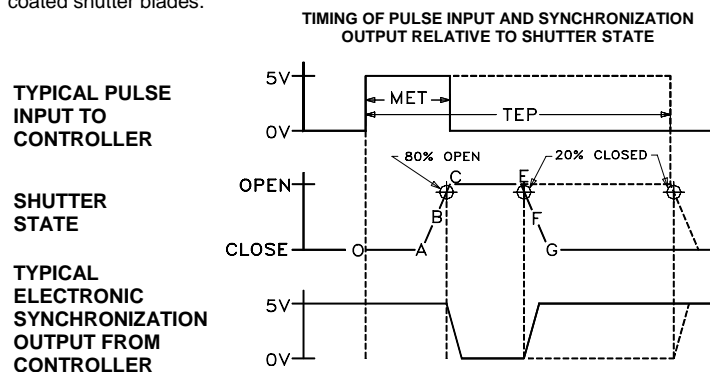 coated shutter blades.
TIMING OF PULSE INPUT AND SYNCHRONIZATION
OUTPUT RELATIVE TO SHUTTER STATE
TYPICAL PULSE
INPUT TO
CONTROLLER
5V
0V
MET
TEP
SHUTTER
STATE
OPEN
CLOSE
80% OPEN
20% CLOSED
O
A
B
C
E
F
G
TYPICAL
ELECTRONIC
SYNCHRONIZATION
OUTPUT FROM
CONTROLLER
5V
0V